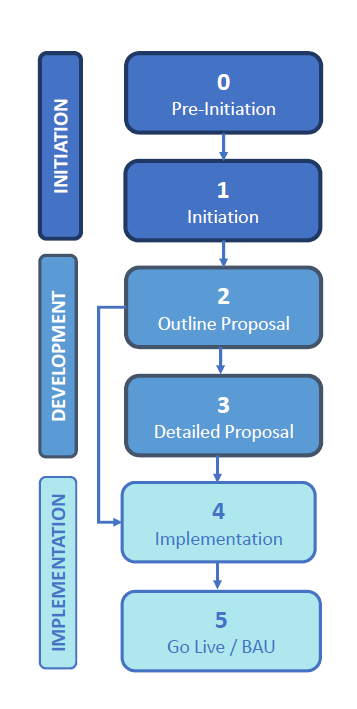 INITIATION
0
Pre-Initiation
1
Initiation
DEVELOPMENT
2
Outline Proposal
3
Detailed Proposal
IMPLEMENTATION
4
Implementation
5
Go Live / BAU